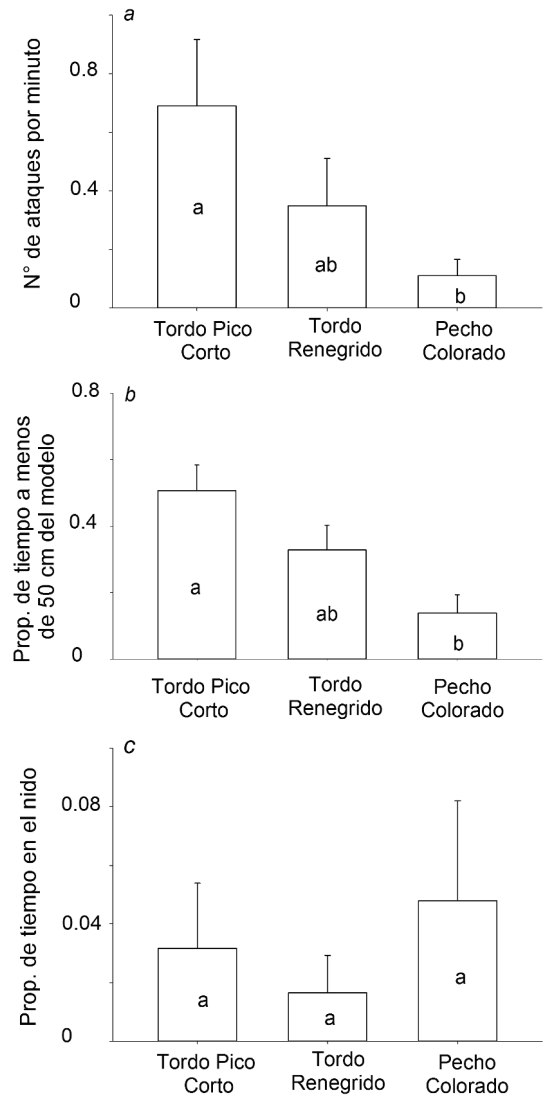 a
N° de ataques por minuto
0.8
0.4
0
a
ab
b
Tordo Pico
Corto
Tordo
Renegrido
Pecho
Colorado
b
Prop. de tiempo a menos
de 50 cm del modelo
0.8
0.4
0
a
ab
b
Tordo Pico
Corto
Tordo
Renegrido
Pecho
Colorado
c
Prop. de tiempo en el nido
0.08
0.04
0
a
a
a
Tordo Pico
Corto
Tordo
Renegrido
Pecho
Colorado